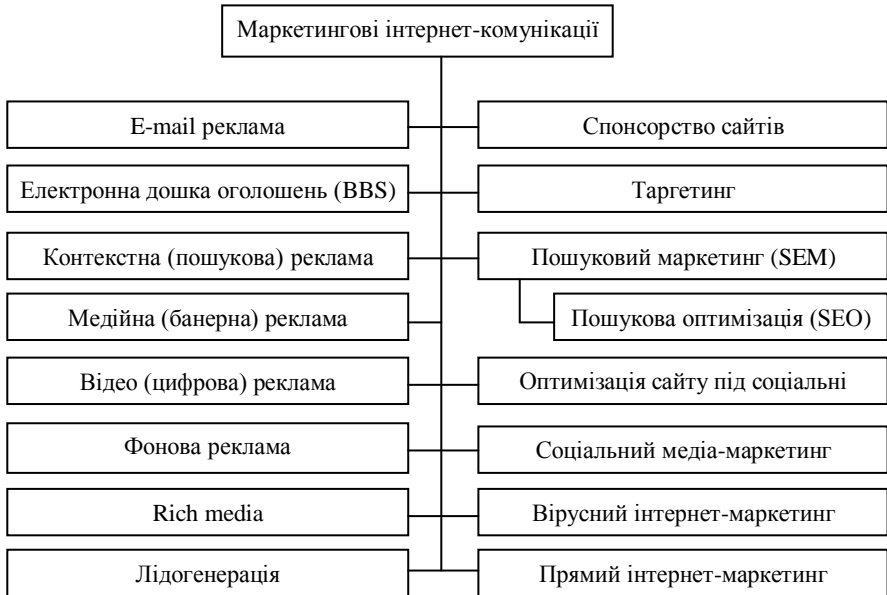 Маркетингові інтернет-комунікації
E-mail реклама
Спонсорство сайтів
Електронна дошка оголошень (BBS)
Таргетинг
Контекстна (пошукова) реклама
Пошуковий маркетинг (SEM)
Медійна (банерна) реклама
Пошукова оптимізація (SEO)
Відео (цифрова) реклама
Оптимізація сайту під соціальні
Фонова реклама
Соціальний медіа-маркетинг
Rich media
Вірусний інтернет-маркетинг
Лідогенерація
Прямий інтернет-маркетинг